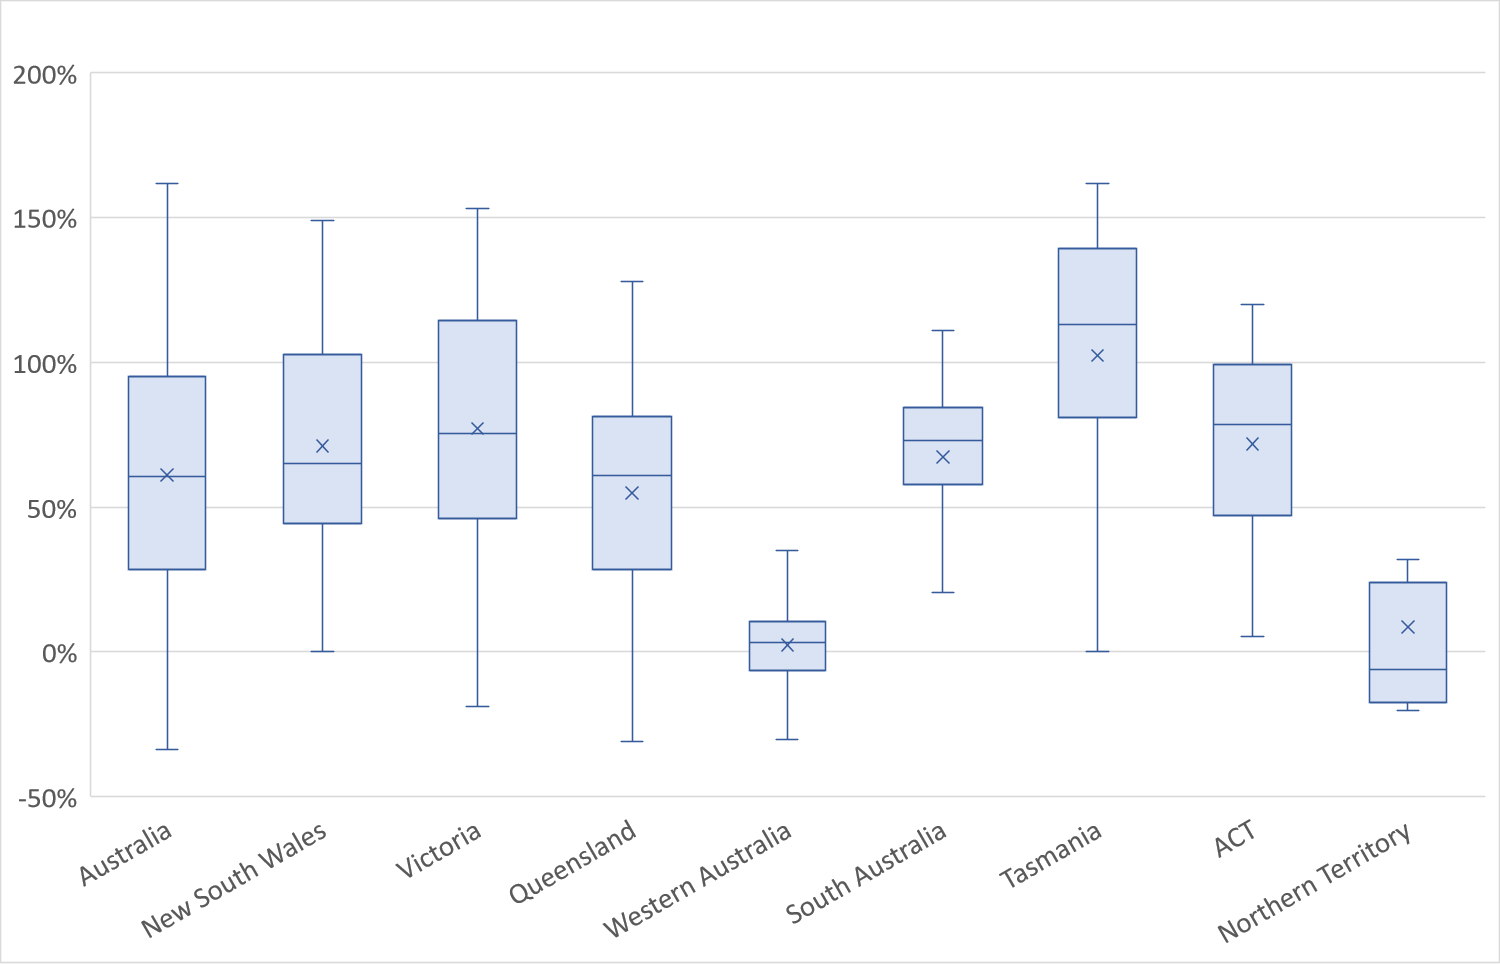 200%
150%
100%
50%
0%
-50%
Australia
New South Wales
Victoria
Queensland
Western Australia
South Australia
Tasmania
ACT
Northern Territory